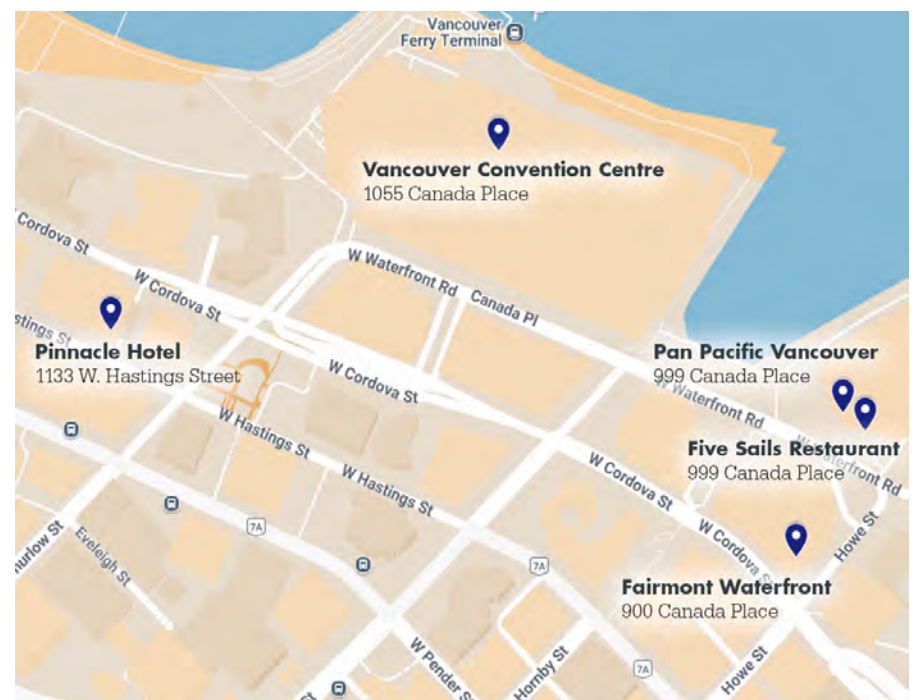 Vancouver
Ferry Terminal
Vancouver Convention Centre
1055 Canada Place
W Cordova St
W Cordova St
W Waterfront Rd
Canada Pl
Pinnacle Hotel
1133 W. Hastings Street
W Cordova St
Pan Pacific Vancouver
999 Canada Place
W Waterfront Rd
W Hastings St
Five Sails Restaurant
999 Canada Place
W Waterfront Rd
W Hastings St
W Cordova St
W Cordova St
Howe St
7A
Eveleigh St
7A
Fairmont Waterfront
900 Canada Place
W Pender St
Hornby St
7A
Howe St
St